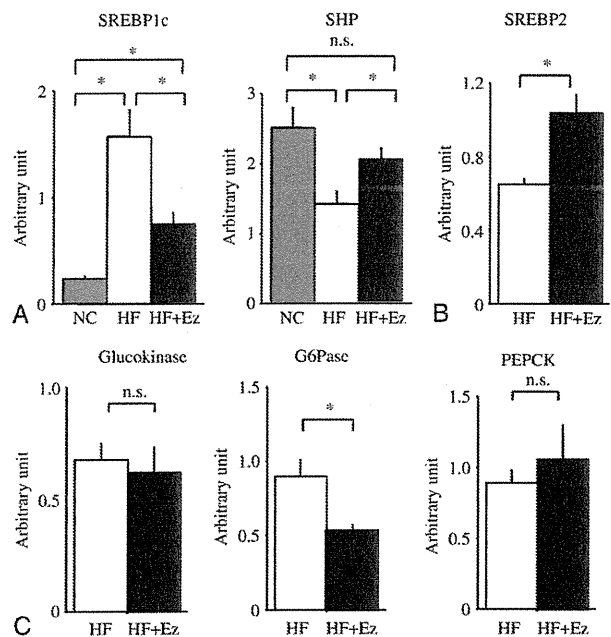 SREBP1c
*
*
*
2
1
0
Arbitrary unit
NC
HF
HF+Ez
A
SHP
n.s.
*
*
3
2
1
0
Arbitrary unit
NC
HF
HF+Ez
SREBP2
*
1.2
0.8
0.4
0
Arbitrary unit
HF
HF+Ez
B
Glucokinase
n.s.
1.0
0.5
0
Arbitrary unit
HF
HF+Ez
C
G6Pase
*
1.5
1.0
0.5
0
Arbitrary unit
HF
HF+Ez
PEPCK
n.s.
1.5
1.0
0.5
0
Arbitrary unit
HF
HF+Ez